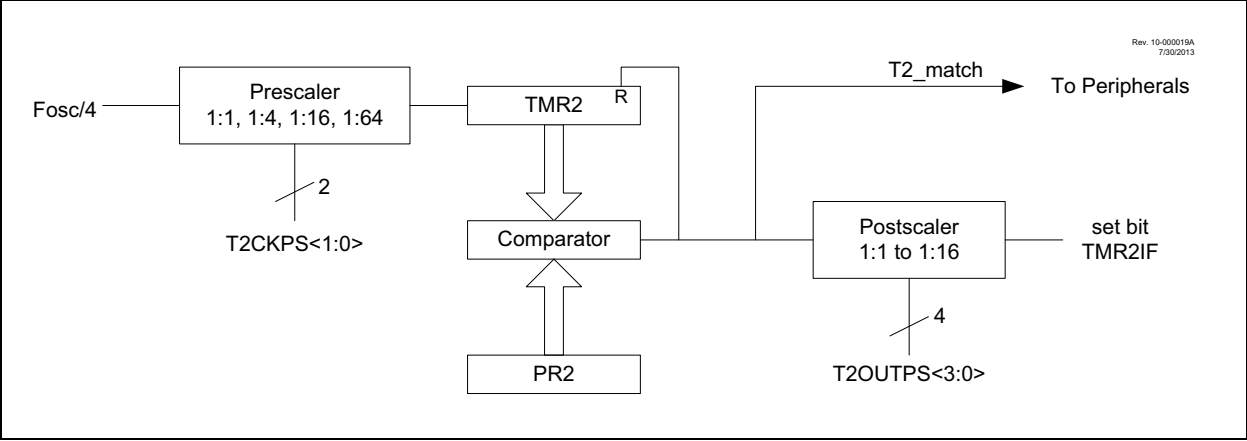 Rev. 10-000019A
7/30/2013
T2_match
To Peripherals
Fosc/4
Prescaler
1:1, 1:4, 1:16, 1:64
TMR2
R
2
T2CKPS<1:0>
Comparator
Postscaler
1:1 to 1:16
set bit
TMR2IF
4
PR2
T2OUTPS<3:0>